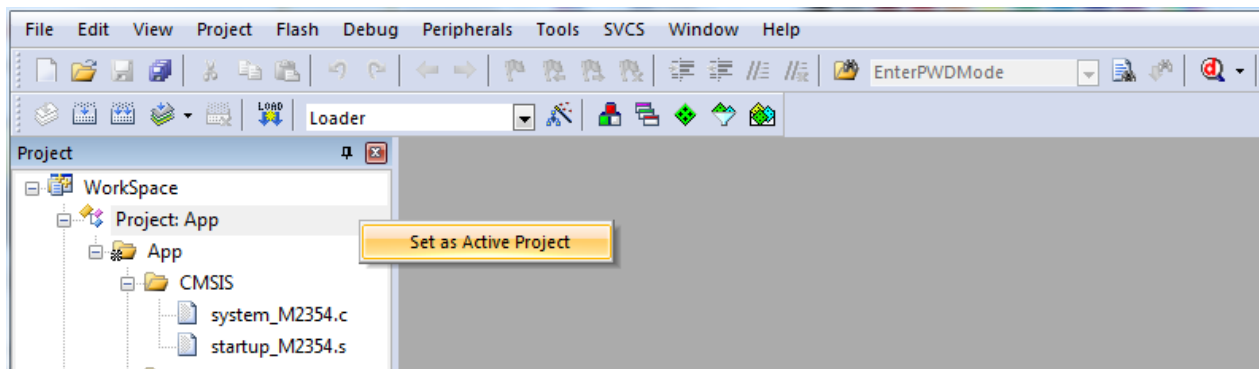 File Edit View Project Flash Debug Peripherals Tools SVCS Window Help
EnterPWDMode
LOAD
Loader
Project
WorkSpace
Project: App
Set as Active Project
App
CMSIS
system_M2354.c
startup_M2354.s